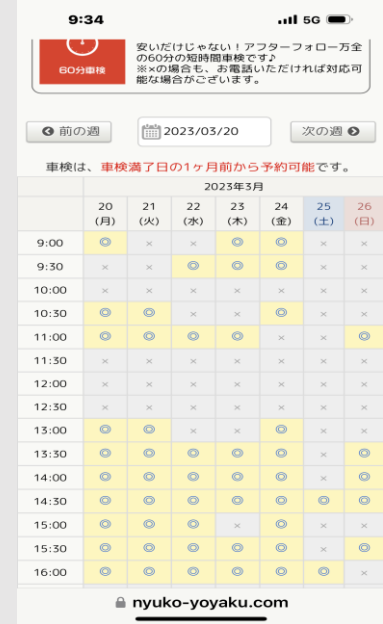 9:34
5G
安いだけじゃない！アフターフォロー万全
の60分の短時間車検です♪
※×の場合も、お電話いただければ対応可
能な場合がございます。
60分車検
前の週 2023/03/20 次の週
車検は、車検満了日の1ヶ月前から予約可能です。
2023年3月
20 21 22 23 24 25 26
(月) (火) (水) (木) (金) (土) (日)
9:00 ◎ × × ◎ ◎ × ×
9:30 × × ◎ ◎ ◎ × ×
10:00 × × × × × × ×
10:30 ◎ ◎ × × ◎ × ×
11:00 ◎ ◎ ◎ ◎ × × ◎
11:30 × × × × × × ×
12:00 × × × × × × ×
12:30 × × × × × × ×
13:00 ◎ ◎ × × ◎ × ×
13:30 ◎ ◎ ◎ ◎ ◎ × ◎
14:00 ◎ ◎ ◎ ◎ ◎ × ◎
14:30 ◎ ◎ ◎ ◎ ◎ ◎ ◎
15:00 ◎ ◎ ◎ × ◎ × ×
15:30 ◎ ◎ ◎ ◎ ◎ × ◎
16:00 ◎ ◎ ◎ ◎ ◎ ◎ ×
nyuko-yoyaku.com